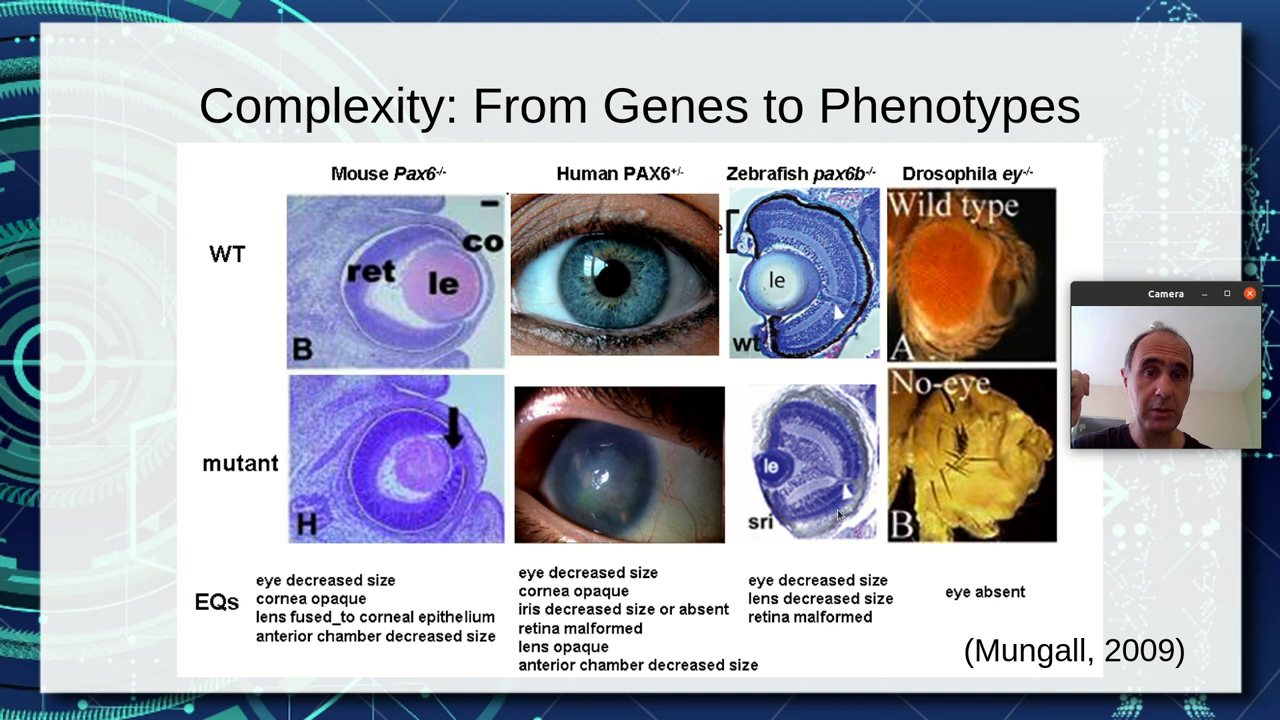 Complexity: From Genes to Phenotypes
Mouse Pax6-/-
Human PAX6+/-
Zebrafish pax6b-/-
Drosophila ey-/-
WT
ret
le
co
B
e
le
wt
Wild type
A
mutant
H
le
sri
No-eye
B
EQs
eye decreased size
cornea opaque
lens fused_to corneal epithelium
anterior chamber decreased size
eye decreased size
cornea opaque
iris decreased size or absent
retina malformed
lens opaque
anterior chamber decreased size
eye decreased size
lens decreased size
retina malformed
eye absent
(Mungall, 2009)
Camera